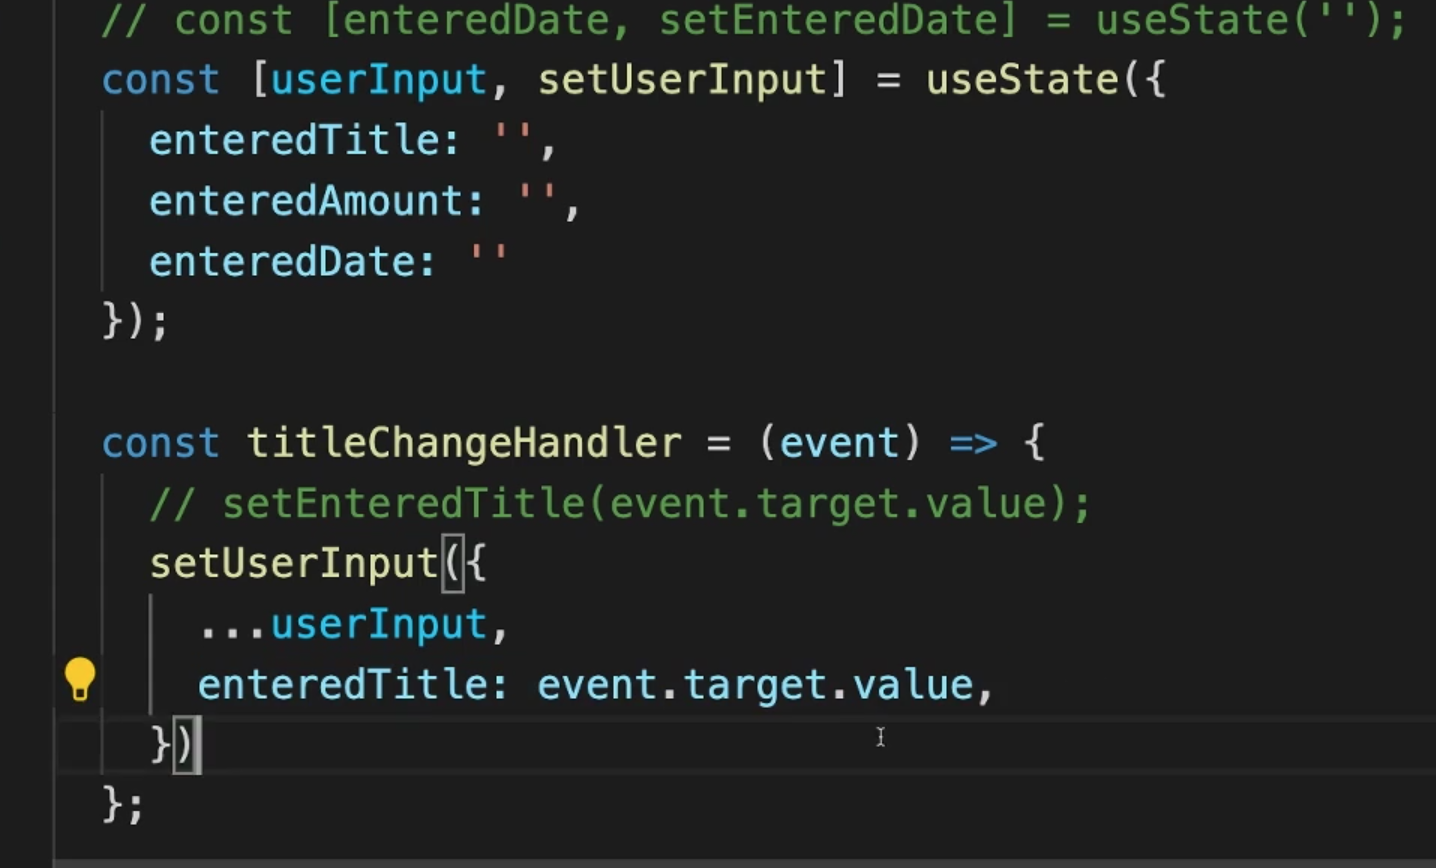 // const [enteredDate, setEnteredDate] = useState('');
const [userInput, setUserInput] = useState({
enteredTitle: '',
enteredAmount: '',
enteredDate: ''
});
const titleChangeHandler = (event) => {
// setEnteredTitle(event.target.value);
setUserInput({
...userInput,
enteredTitle: event.target.value,
})
};